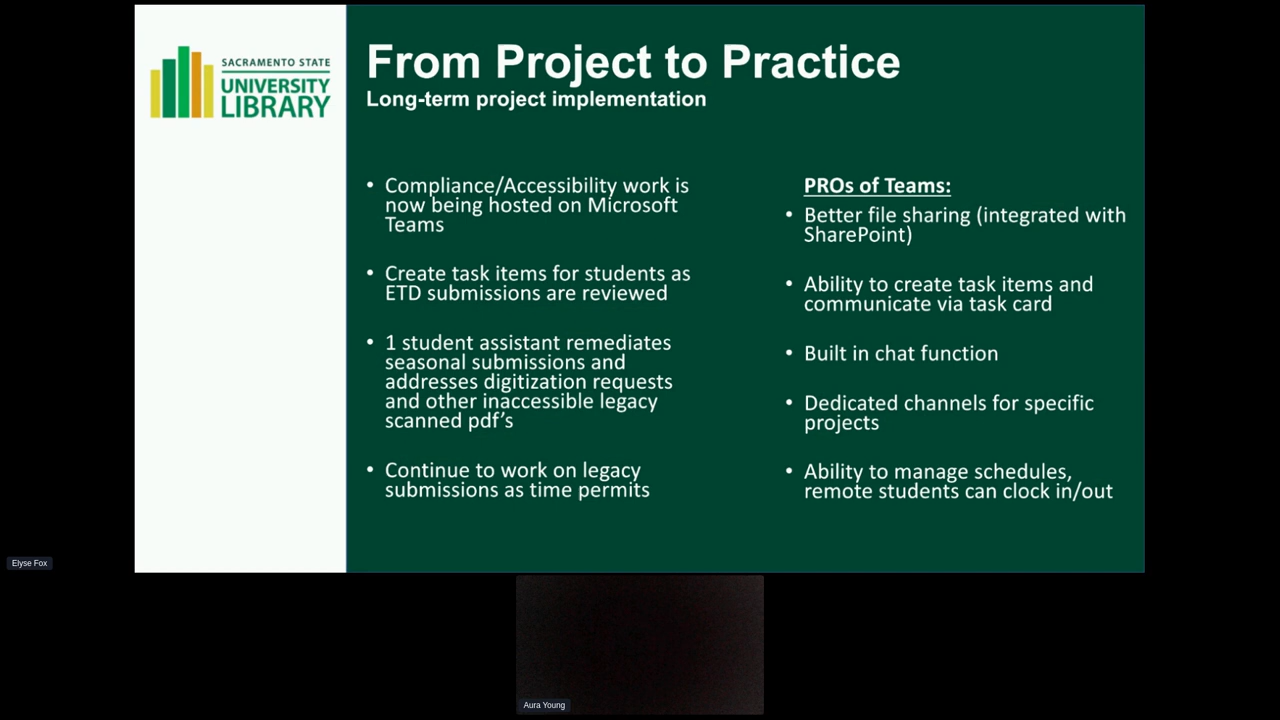 SACRAMENTO STATE
UNIVERSITY
LIBRARY
From Project to Practice
Long-term project implementation
• Compliance/Accessibility work is
now being hosted on Microsoft
Teams
• Create task items for students as
ETD submissions are reviewed
• 1 student assistant remediates
seasonal submissions and
addresses digitization requests
and other inaccessible legacy
scanned pdf’s
• Continue to work on legacy
submissions as time permits
PROs of Teams:
• Better file sharing (integrated with
SharePoint)
• Ability to create task items and
communicate via task card
• Built in chat function
• Dedicated channels for specific
projects
• Ability to manage schedules,
remote students can clock in/out
Elyse Fox
Aura Young